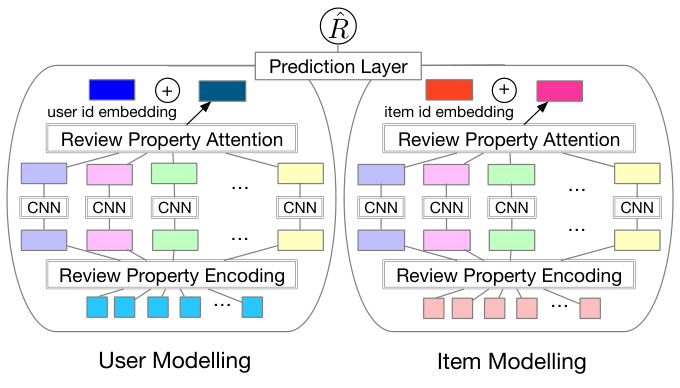 R̂
Prediction Layer
+
user id embedding
Review Property Attention
...
CNN CNN CNN CNN
...
Review Property Encoding
...
User Modelling
+
item id embedding
Review Property Attention
...
CNN CNN CNN CNN
...
Review Property Encoding
...
Item Modelling